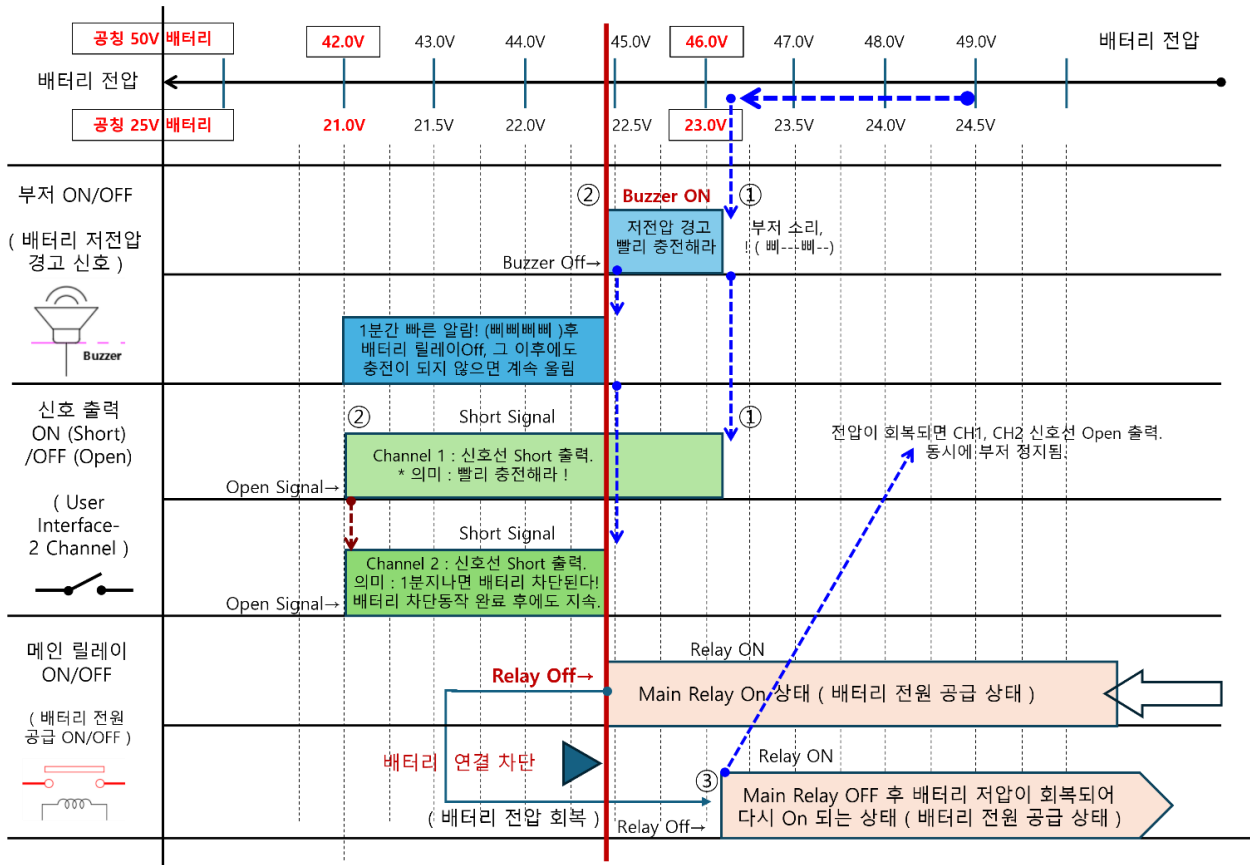 공칭 50V 배터리
42.0V
43.0V
44.0V
45.0V
46.0V
47.0V
48.0V
49.0V
배터리 전압
배터리 전압
공칭 25V 배터리
21.0V
21.5V
22.0V
22.5V
23.0V
23.5V
24.0V
24.5V
부저 ON/OFF
( 배터리 저전압
경고 신호 )
Buzzer
②
Buzzer ON
①
저전압 경고
빨리 충전해라
부저 소리,
! ( 삐---삐--)
Buzzer Off→
1분간 빠른 알람! (삐삐삐삐 )후
배터리 릴레이Off, 그 이후에도
충전이 되지 않으면 계속 울림
신호 출력
ON (Short)
/OFF (Open)
( User
Interface-
2 Channel )
②
Short Signal
①
Channel 1 : 신호선 Short 출력.
* 의미 : 빨리 충전해라 !
Open Signal→
전압이 회복되면 CH1, CH2 신호선 Open 출력.
동시에 부저 정지됨.
Short Signal
Channel 2 : 신호선 Short 출력.
의미 : 1분지나면 배터리 차단된다!
배터리 차단동작 완료 후에도 지속.
Open Signal→
메인 릴레이
ON/OFF
( 배터리 전원
공급 ON/OFF )
Relay ON
Relay Off→
Main Relay On 상태 ( 배터리 전원 공급 상태 )
배터리 연결 차단
Relay ON
③
( 배터리 전압 회복 )
Relay Off→
Main Relay OFF 후 배터리 저압이 회복되어
다시 On 되는 상태 ( 배터리 전원 공급 상태 )